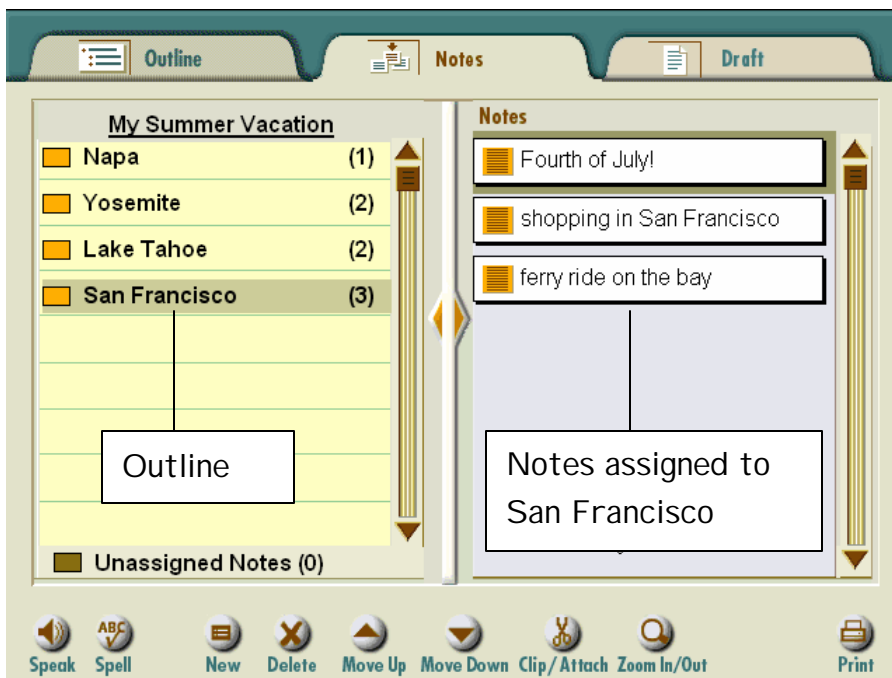 Outline
Notes
Draft
My Summer Vacation
Napa (1)
Yosemite (2)
Lake Tahoe (2)
San Francisco (3)
Outline
Unassigned Notes (0)
Notes
Fourth of July!
shopping in San Francisco
ferry ride on the bay
Notes assigned to
San Francisco
ABC
Speak Spell New Delete Move Up Move Down Clip/Attach Zoom In/Out Print